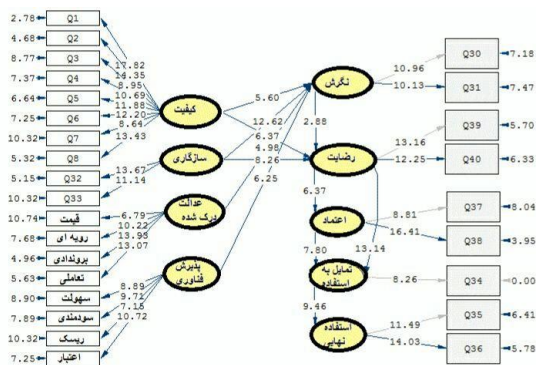 2.78 Q1
4.68 Q2
8.77 Q3
7.37 Q4
6.64 Q5
7.25 Q6
10.32 Q7
5.32 Q8
5.15 Q32
10.32 Q33
10.74 قیمت
7.68 رویه ای
4.96 بروندادی
5.63 تعاملی
8.90 سهولت
7.89 سودمندی
10.32 ریسک
7.25 اعتبار
17.82
14.35
8.95
10.69
11.88
12.20
8.64
13.43
13.67
11.14
6.79
10.22
13.93
13.07
8.89
9.71
7.15
10.72
کیفیت
سازگاری
عدالت
درک شده
پذیرش
فناوری
5.60
12.62
6.37
4.98
8.26
6.25
نگرش
2.88
رضایت
6.37
اعتماد
7.80
13.14
تمایل به
استفاده
9.46
استفاده
نهایی
10.96
10.13
13.16
12.25
8.81
16.41
8.26
11.49
14.03
Q30 7.18
Q31 7.47
Q39 5.70
Q40 6.33
Q37 8.04
Q38 3.95
Q34 0.00
Q35 6.41
Q36 5.78